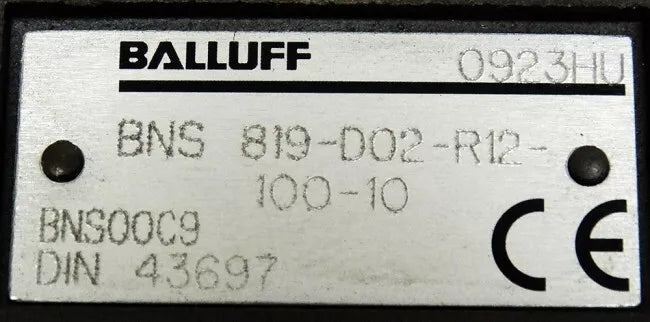 BALLUFF 0923HU
BNS 819-D02-R12-
100-10
BNS00C9
DIN 43697
CE